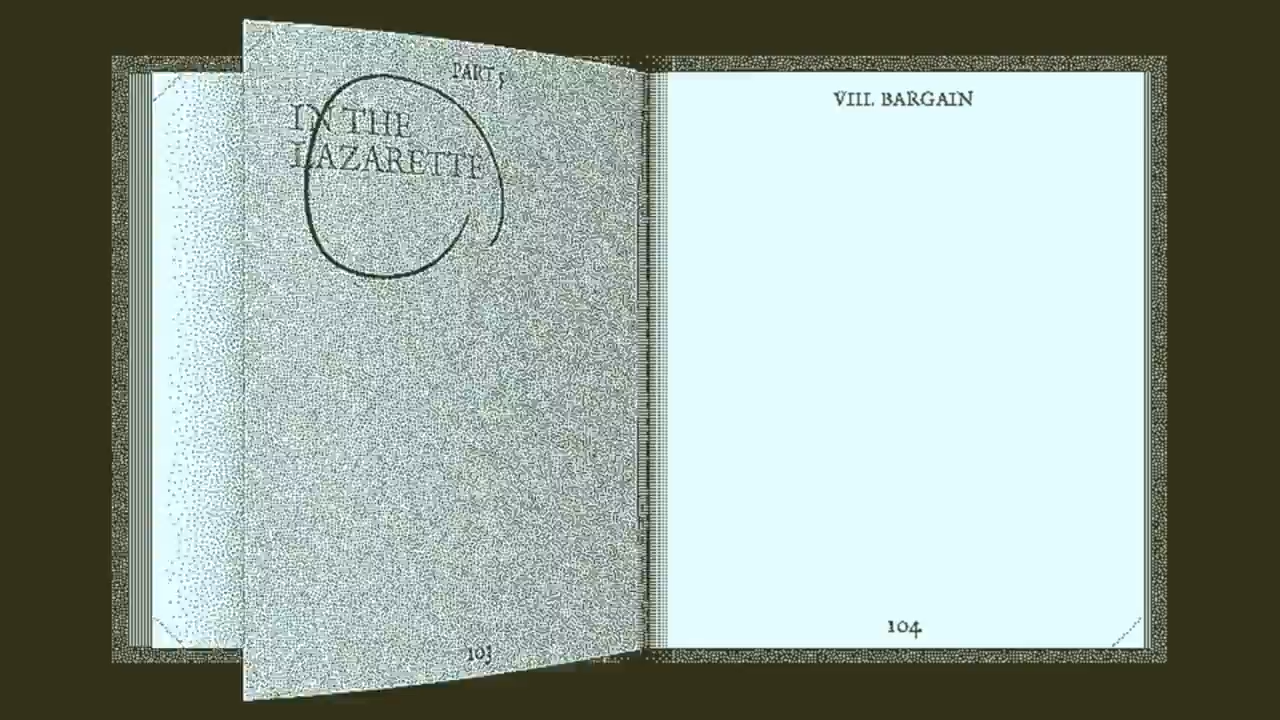 PART 5
IN THE
LAZARETTE
103
VIII. BARGAIN
104